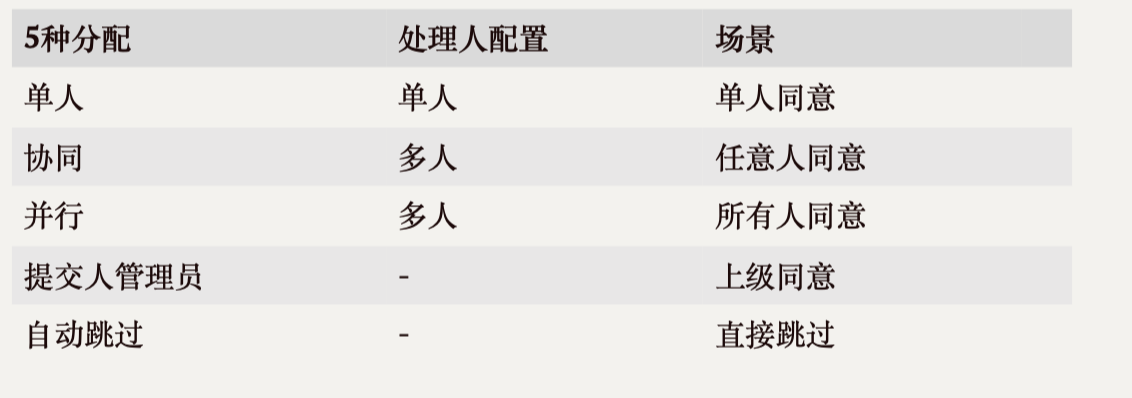 5种分配 处理人配置 场景
单人 单人 单人同意
协同 多人 任意人同意
并行 多人 所有人同意
提交人管理员 - 上级同意
自动跳过 - 直接跳过